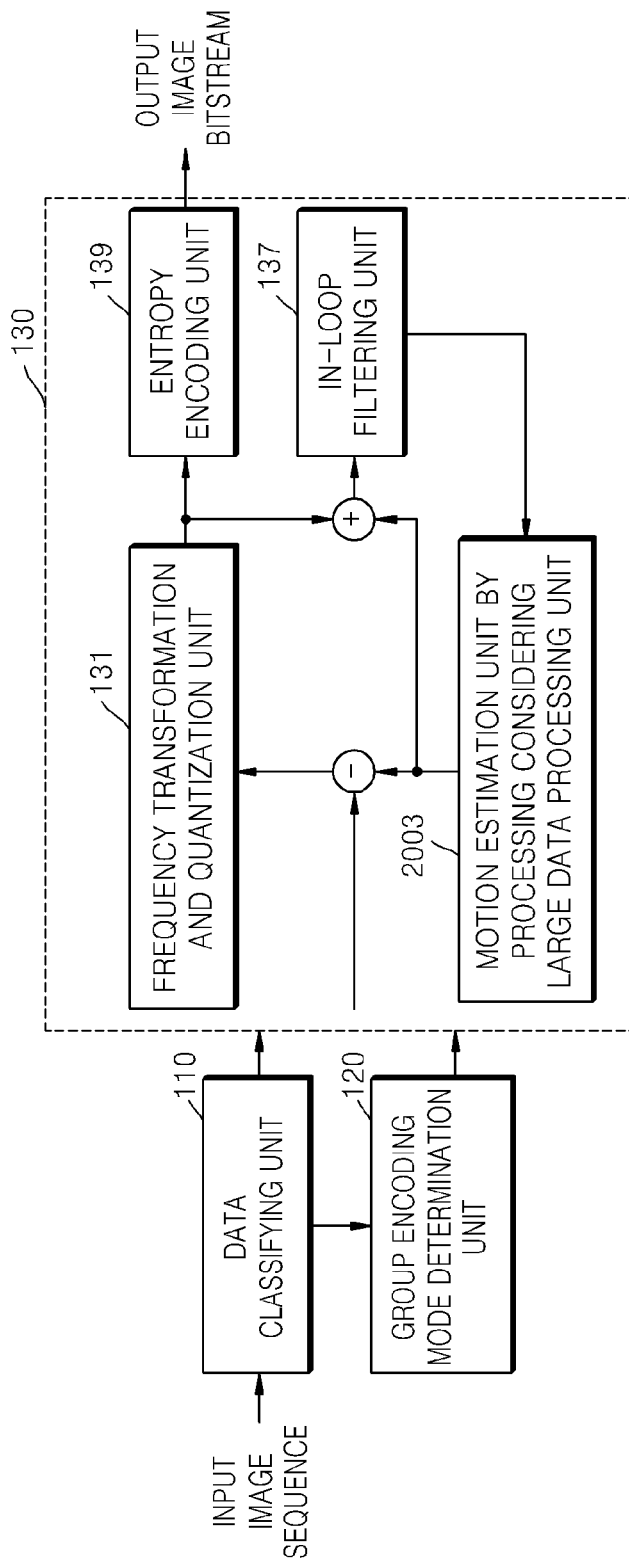 INPUT
IMAGE
SEQUENCE
110
DATA
CLASSIFYING UNIT
120
GROUP ENCODING
MODE DETERMINATION
UNIT
130
131
FREQUENCY TRANSFORMATION
AND QUANTIZATION UNIT
139
ENTROPY
ENCODING UNIT
OUTPUT
IMAGE
BITSTREAM
137
IN-LOOP
FILTERING UNIT
+
-
2003
MOTION ESTIMATION UNIT BY
PROCESSING CONSIDERING
LARGE DATA PROCESSING UNIT